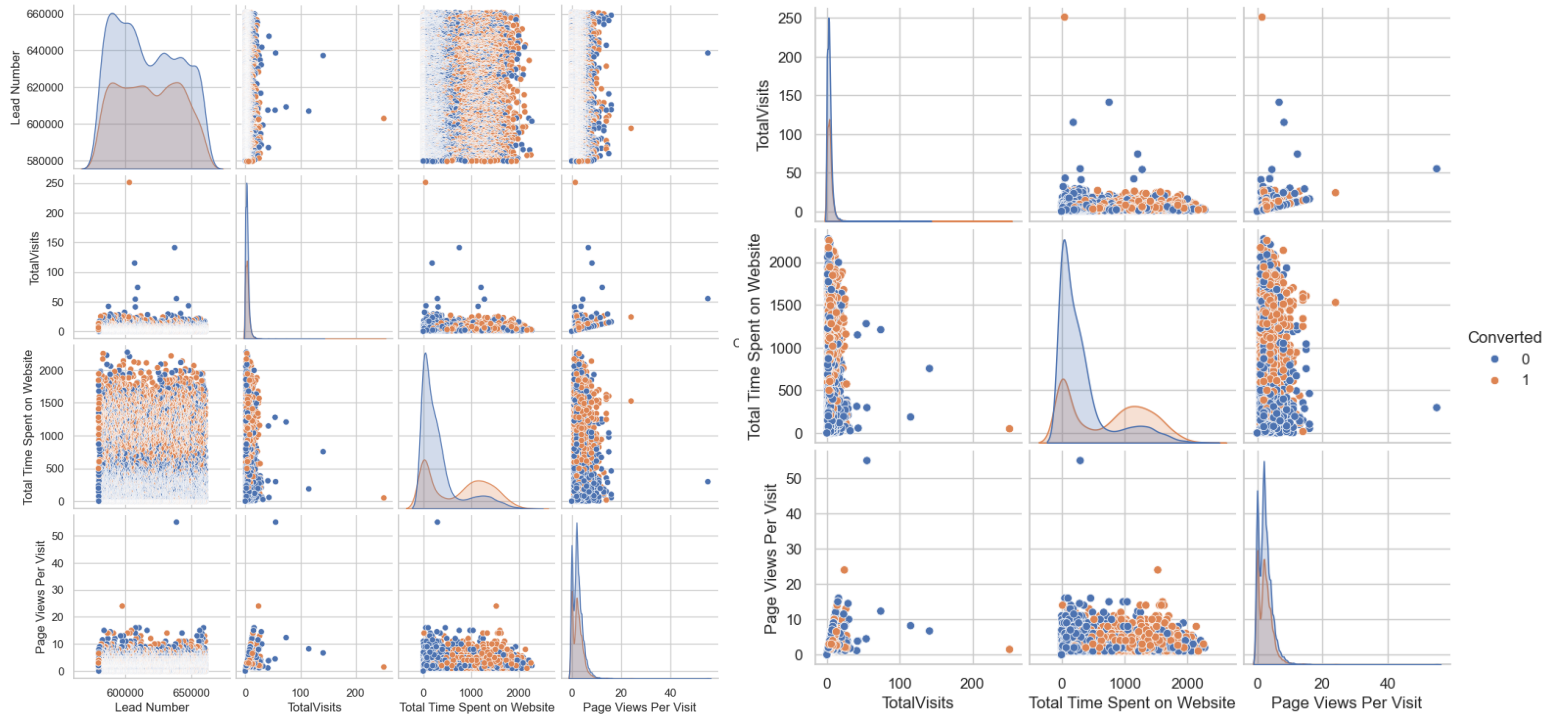 660000
640000
620000
600000
580000
Lead Number
250
200
150
100
50
0
TotalVisits
2000
1500
1000
500
0
Total Time Spent on Website
50
40
30
20
10
0
Page Views Per Visit
600000 650000
0 100 200
0 1000 2000
0 20 40
Lead Number
TotalVisits
Total Time Spent on Website
Page Views Per Visit
250
200
150
100
50
0
TotalVisits
2000
1500
1000
500
0
Total Time Spent on Website
50
40
30
20
10
0
Page Views Per Visit
0 200
0 1000 2000
0 20 40
TotalVisits
Total Time Spent on Website
Page Views Per Visit
Converted
0
1